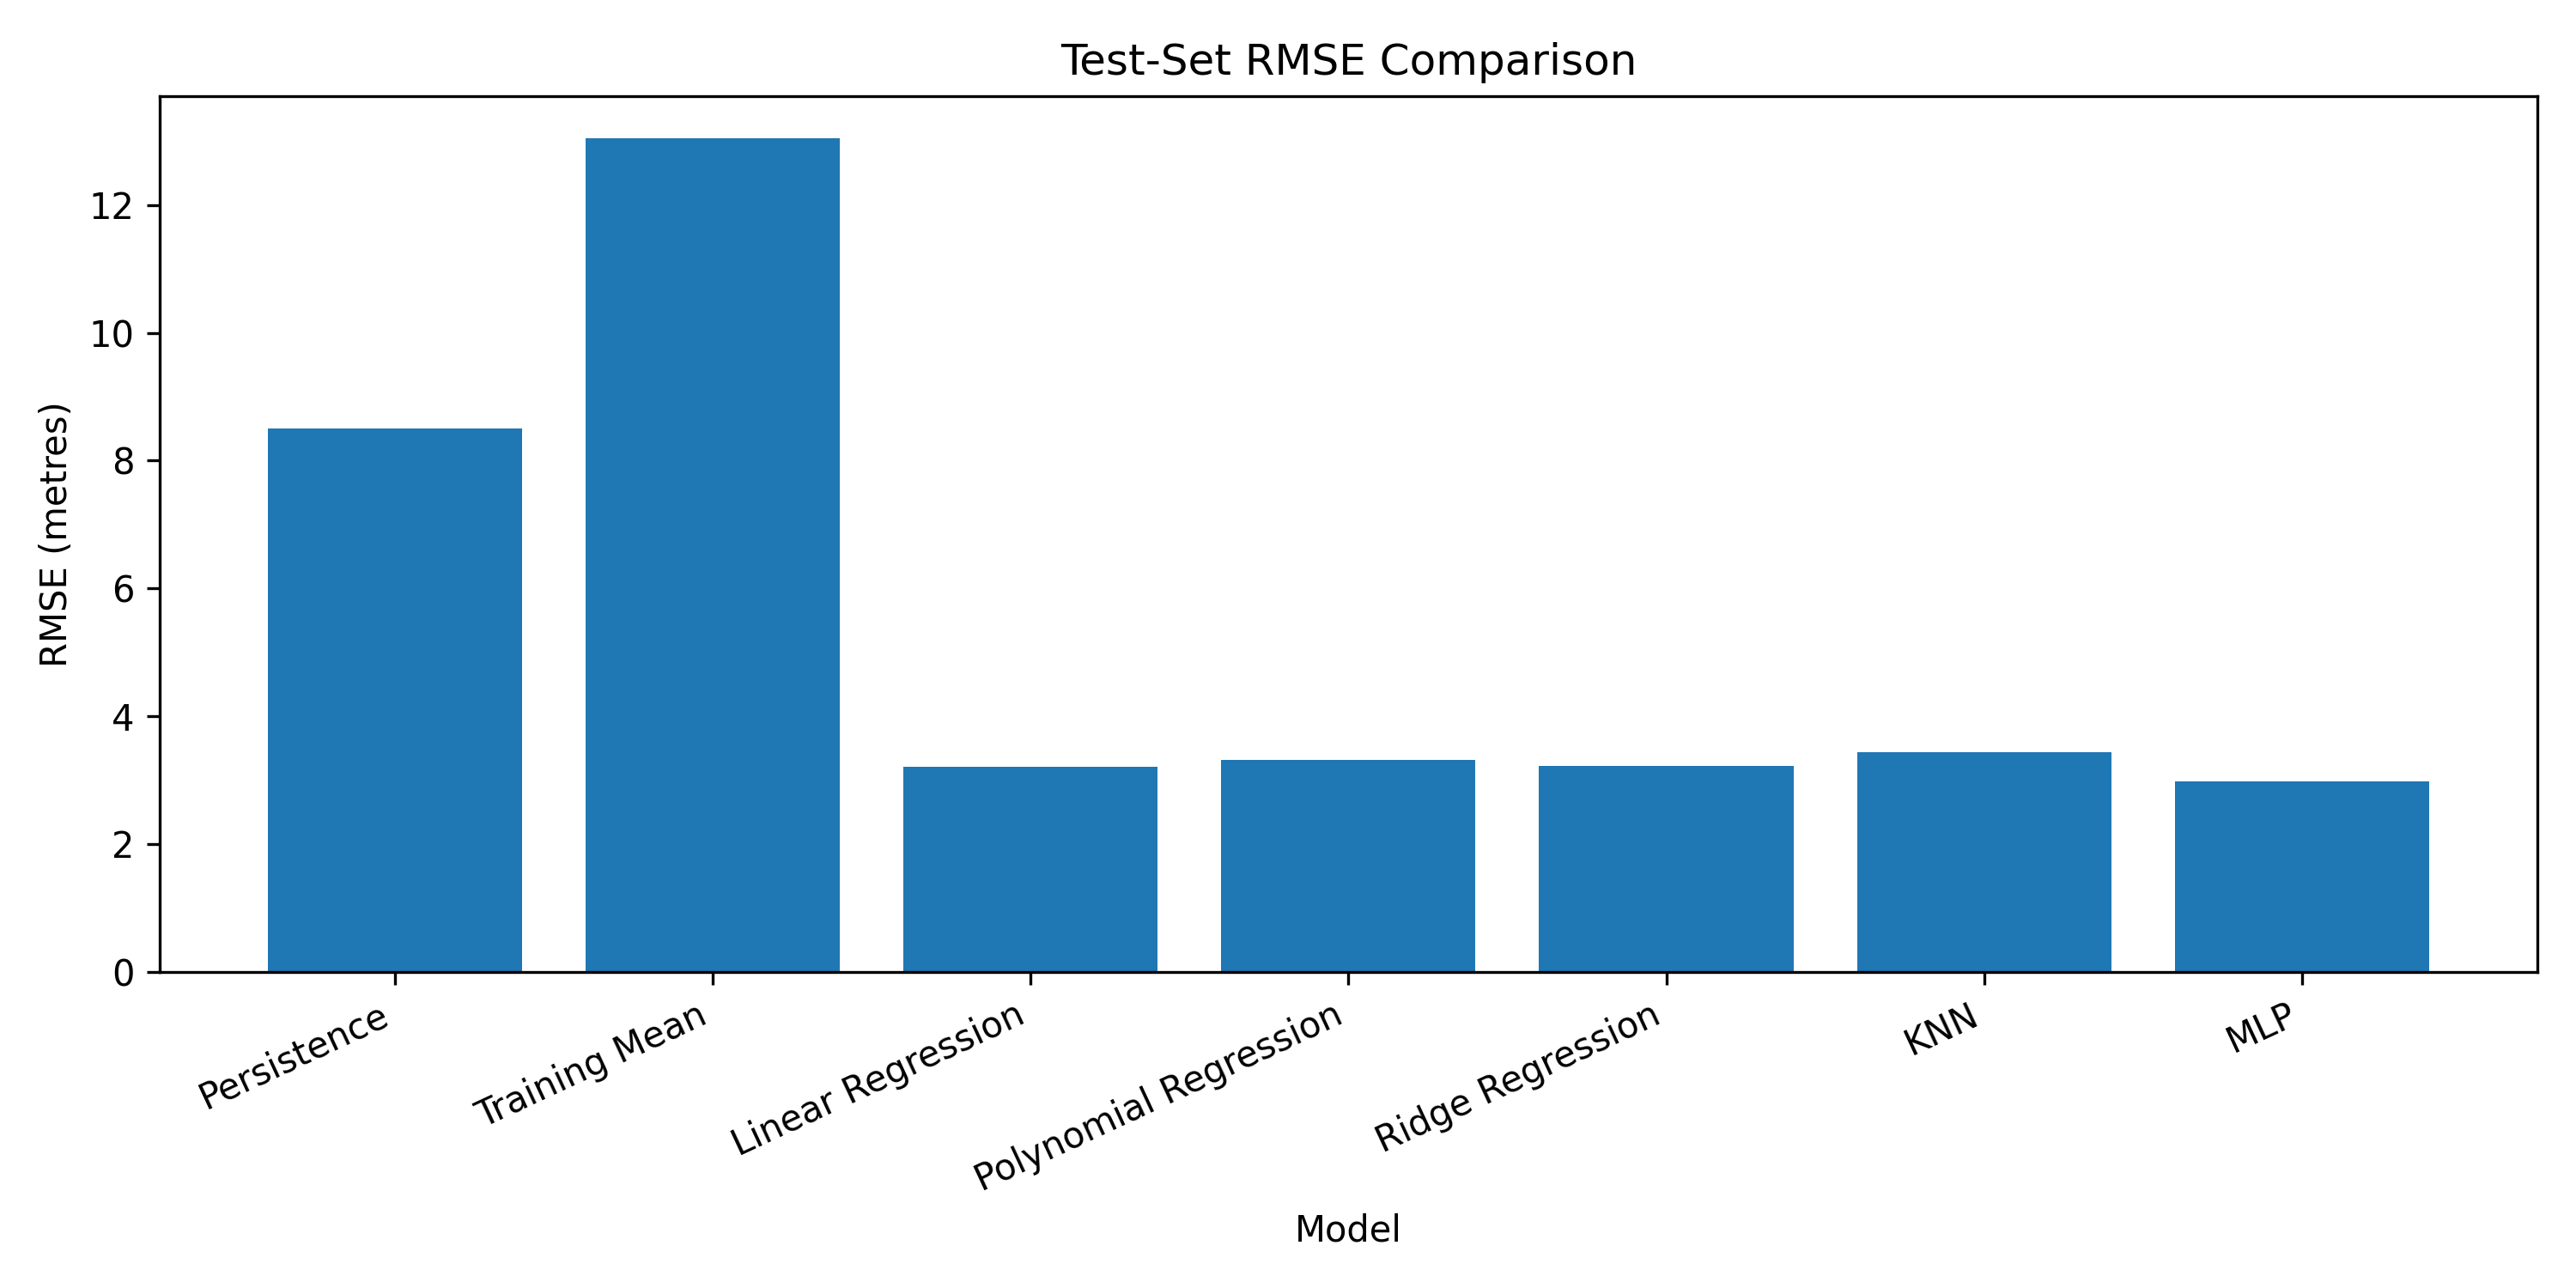 Test-Set RMSE Comparison
RMSE (metres)
12
10
8
6
4
2
0
Persistence
Training Mean
Linear Regression
Polynomial Regression
Ridge Regression
KNN
MLP
Model